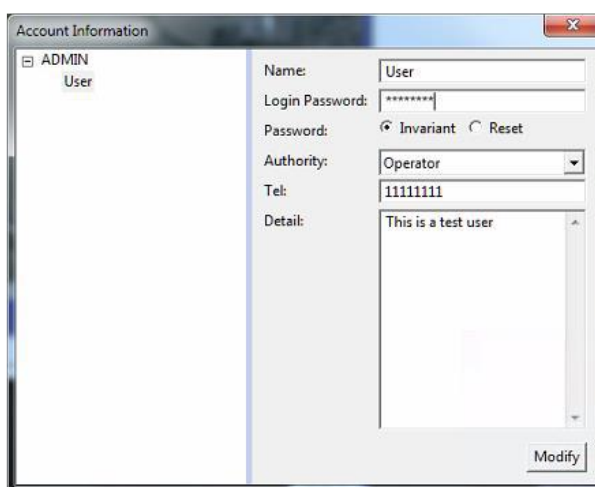 Account Information
ADMIN
User
Name: User
Login Password: ********
Password: Invariant Reset
Authority: Operator
Tel: 11111111
Detail: This is a test user
Modify